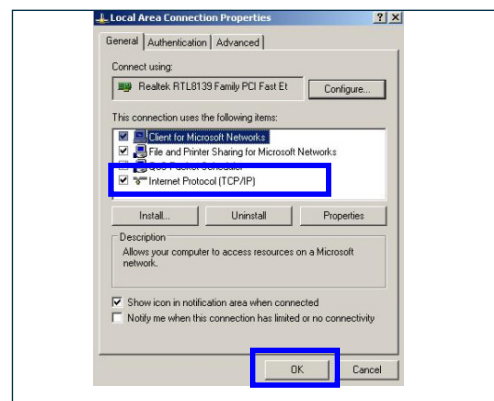 Local Area Connection Properties
General Authentication Advanced
Connect using:
Realtek RTL8139 Family PCI Fast Et Configure...
This connection uses the following items:
Client for Microsoft Networks
File and Printer Sharing for Microsoft Networks
QoS Packet Scheduler
Internet Protocol (TCP/IP)
Install... Uninstall Properties
Description
Allows your computer to access resources on a Microsoft
network.
Show icon in notification area when connected
Notify me when this connection has limited or no connectivity
OK Cancel